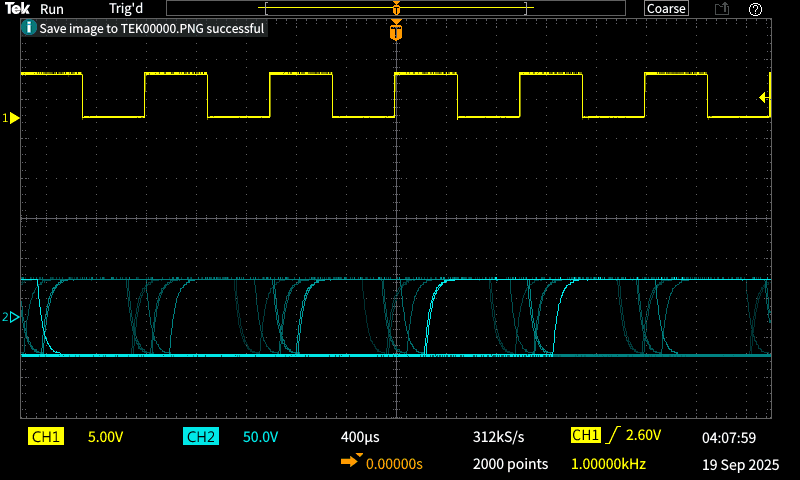 Tek Run Trig'd T Coarse ?
i Save image to TEK00000.PNG successful
T
1
2
CH1 5.00V CH2 50.0V 400µs 312kS/s CH1 2.60V 04:07:59
0.00000s 2000 points 1.00000kHz 19 Sep 2025